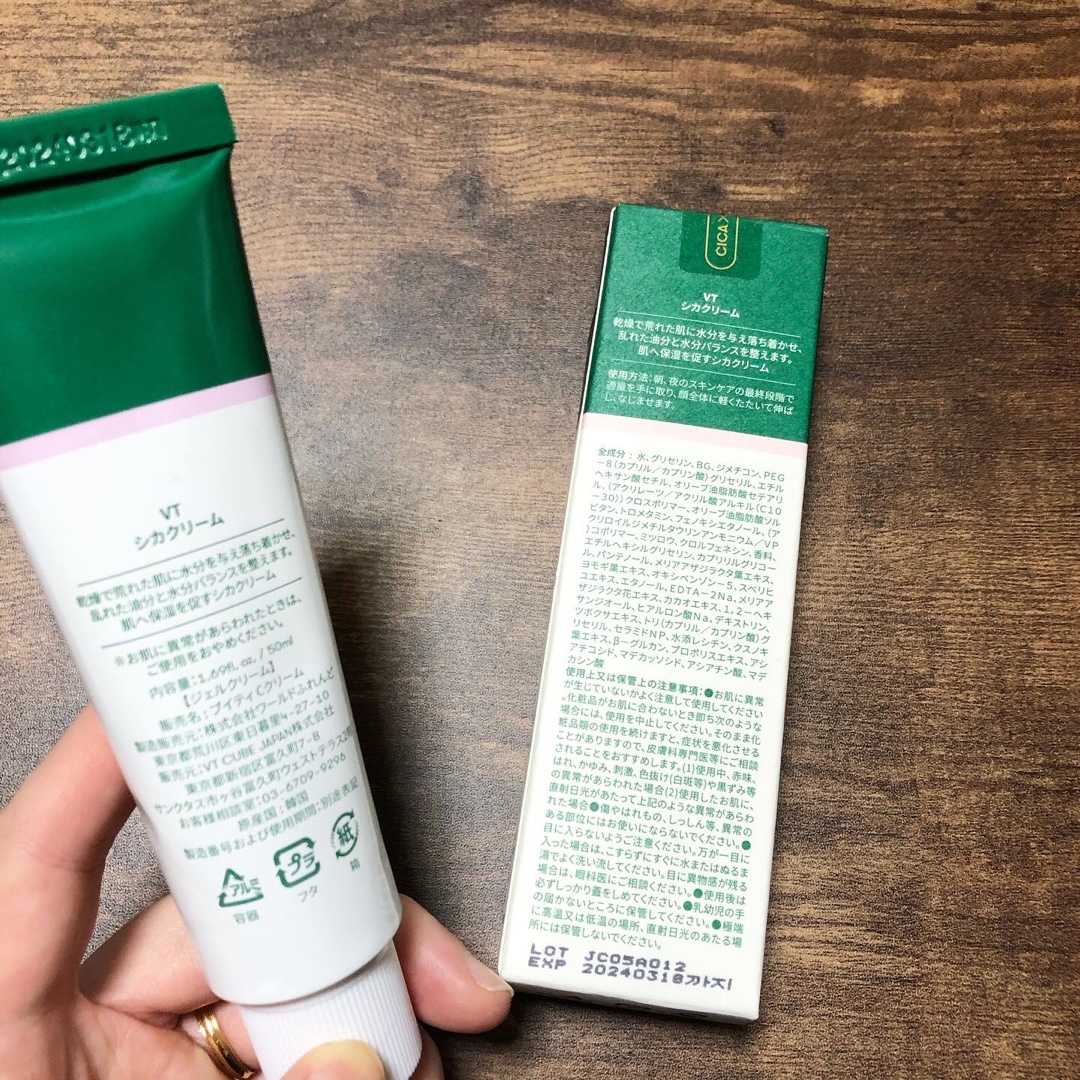 20240318까지
VT
シカクリーム
乾燥で荒れた肌に水分を与え落ち着かせ、
乱れた油分と水分バランスを整えます。
肌へ保湿を促すシカクリーム
※お肌に異常があらわれたときは、
ご使用をおやめください。
内容量:1.69fl.oz. / 50ml
【ジェルクリーム】
販売名:ブイティCクリーム
製造販売元:株式会社ワールドふれんど
東京都荒川区東日暮里4-27-10
販売元:VT CUBE JAPAN株式会社
東京都新宿区富久町7-8
サンクタス市ヶ谷富久町ウエストテラス
お客様相談室:03-6709-9296
原産国:韓国
製造番号および使用期間:別途表記
アルミ
プラ
紙
容器
フタ
箱
CICA
VT
シカクリーム
乾燥で荒れた肌に水分を与え落ち着かせ、
乱れた油分と水分バランスを整えます。
肌へ保湿を促すシカクリーム
使用方法:朝、夜のスキンケアの最終段階で
適量を手に取り、顔全体に軽くたたいて伸ば
し、なじませます。
全成分:水、グリセリン、BG、ジメチコン、PEG
-8(カプリル/カプリン酸)グリセリル、エチル
ヘキサン酸セチル、オリーブ油脂肪酸セテアリ
ル、(アクリレーツ/アクリル酸アルキル(C10
-30))クロスポリマー、オリーブ油脂肪酸ソル
ビタン、トロメタミン、フェノキシエタノール、(ア
クリロイルジメチルタウリンアンモニウム/VP
)コポリマー、ミツロウ、クロルフェネシン、香料、
エチルヘキシルグリセリン、カプリリルグリコー
ル、パンテノール、メリアアザジラクタ葉エキス、
ヨモギ葉エキス、オキシベンゾン-5、スベリヒ
ユエキス、エタノール、EDTA-2Na、メリアア
ザジラクタ花エキス、カカオエキス、1,2-ヘキ
サンジオール、ヒアルロン酸Na、デキストリン、
ツボクサエキス、トリ(カプリル/カプリン酸)グ
リセリル、セラミドNP、水添レシチン、クスノキ
葉エキス、β-グルカン、プロポリスエキス、アシ
アチコシド、マデカッソシド、アシアチン酸、マデ
カシン酸
使用上又は保管上の注意事項:●お肌に異常
が生じていないかよく注意して使用してください
。化粧品がお肌に合わないとき即ち次のような
場合には、使用を中止してください。そのまま化
粧品類の使用を続けますと、症状を悪化させる
ことがありますので、皮膚科専門医等にご相談
されることをおすすめします。(1)使用中、赤味、
はれ、かゆみ、刺激、色抜け(白斑等)や黒ずみ等
の異常があらわれた場合(2)使用したお肌に、
直射日光があたって上記のような異常があらわ
れた場合●傷やはれもの、しっしん等、異常の
ある部位にはお使いにならないでください。●
目に入らないようご注意ください。万が一目に
入った場合は、こすらずにすぐに水またはぬるま
湯でよく洗い流してください。目に異物感が残る
場合は、眼科医にご相談ください。●使用後は
必ずしっかり蓋をしめてください。●乳幼児の手
の届かないところに保管してください。●極端
に高温又は低温の場所、直射日光のあたる場
所には保管しないでください。
LOT JC05A012
EXP 20240318까지